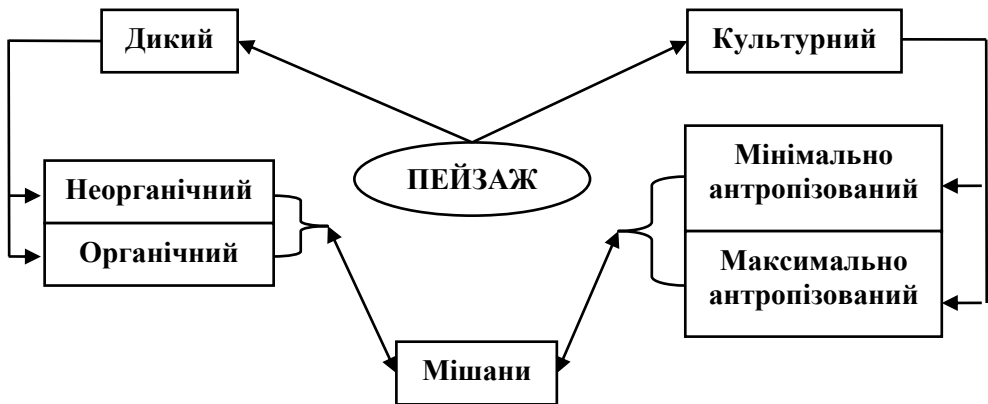 Дикий
Культурний
ПЕЙЗАЖ
Неорганічний
Органічний
Мінімально
антропізований
Максимально
антропізований
Мішани